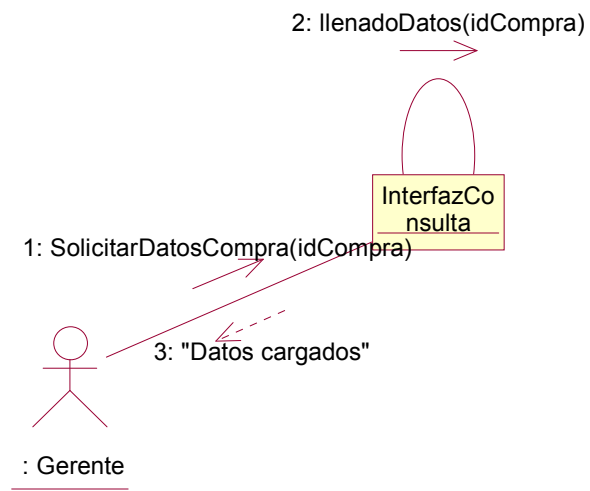 2: llenadoDatos(idCompra)
InterfazCo
nsulta
1: SolicitarDatosCompra(idCompra)
3: "Datos cargados"
: Gerente